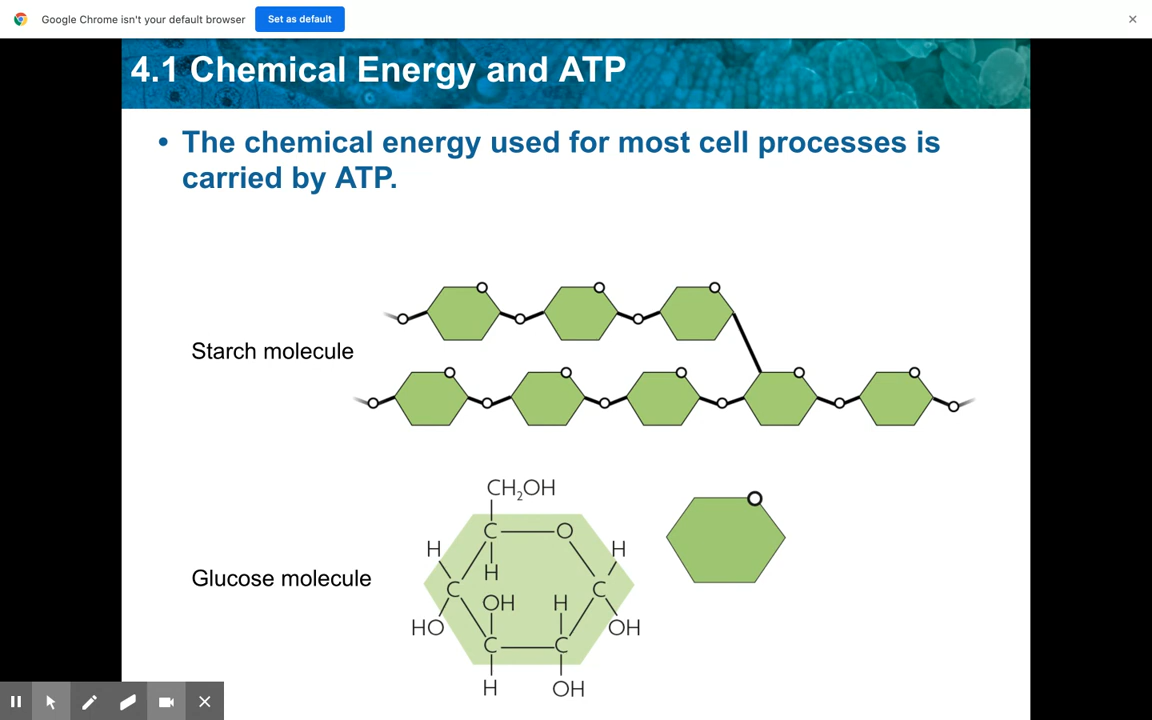 Google Chrome isn't your default browser
Set as default
4.1 Chemical Energy and ATP
• The chemical energy used for most cell processes is
carried by ATP.
Starch molecule
CH₂OH
C O
H H
H
Glucose molecule
C C
OH H
HO OH
C C
H OH